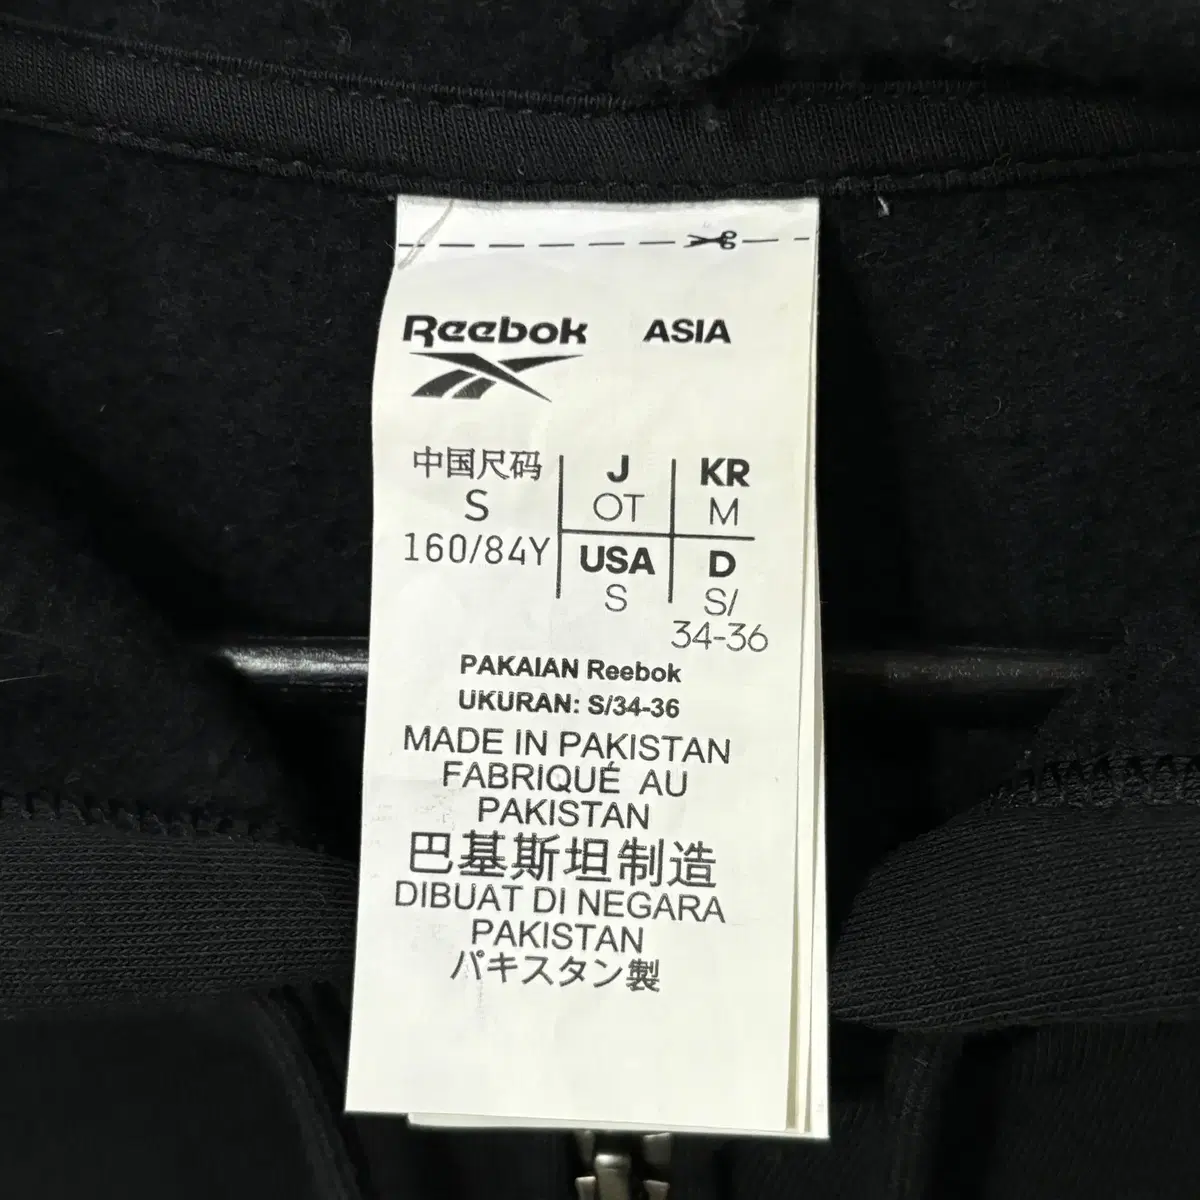 Reebok ASIA
中国尺码 J KR
S OT M
160/84Y USA D
S S/
34-36
PAKAIAN Reebok
UKURAN: S/34-36
MADE IN PAKISTAN
FABRIQUÉ AU
PAKISTAN
巴基斯坦制造
DIBUAT DI NEGARA
PAKISTAN
パキスタン製